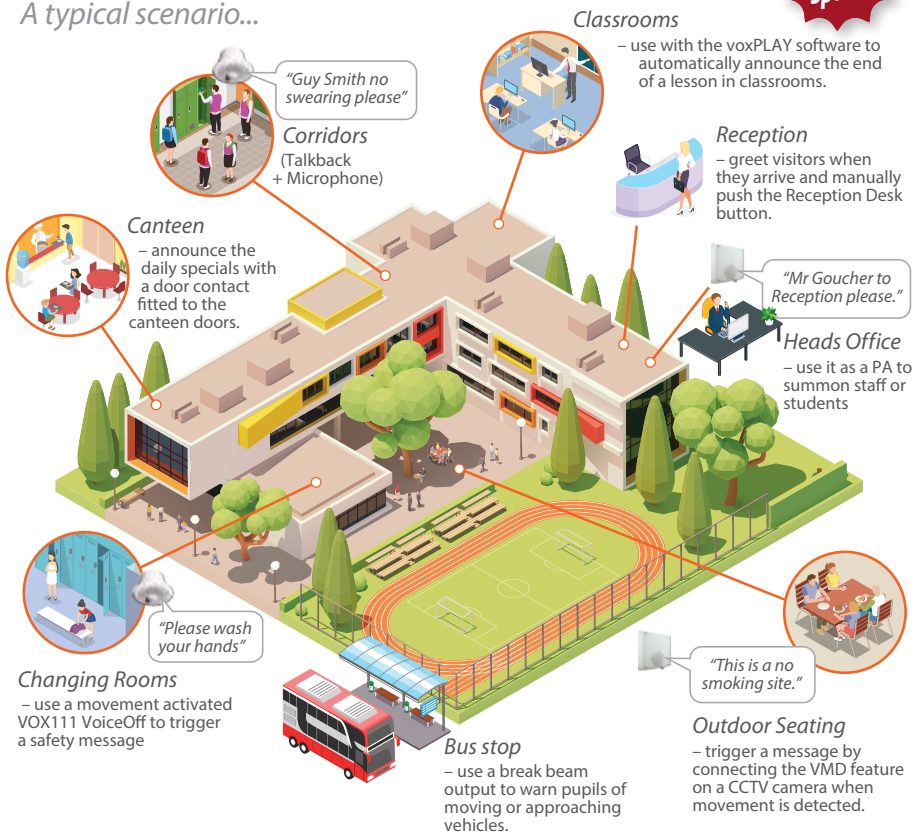 A typical scenario...
Classrooms
– use with the voxPLAY software to
automatically announce the end
of a lesson in classrooms.
"Guy Smith no
swearing please"
Corridors
(Talkback
+ Microphone)
Reception
– greet visitors when
they arrive and manually
push the Reception Desk
button.
Canteen
– announce the
daily specials with
a door contact
fitted to the
canteen doors.
"Mr Goucher to
Reception please."
Heads Office
– use it as a PA to
summon staff or
students
"Please wash
your hands"
Changing Rooms
– use a movement activated
VOX111 VoiceOff to trigger
a safety message
"This is a no
smoking site."
Outdoor Seating
– trigger a message by
connecting the VMD feature
on a CCTV camera when
movement is detected.
Bus stop
– use a break beam
output to warn pupils of
moving or approaching
vehicles.